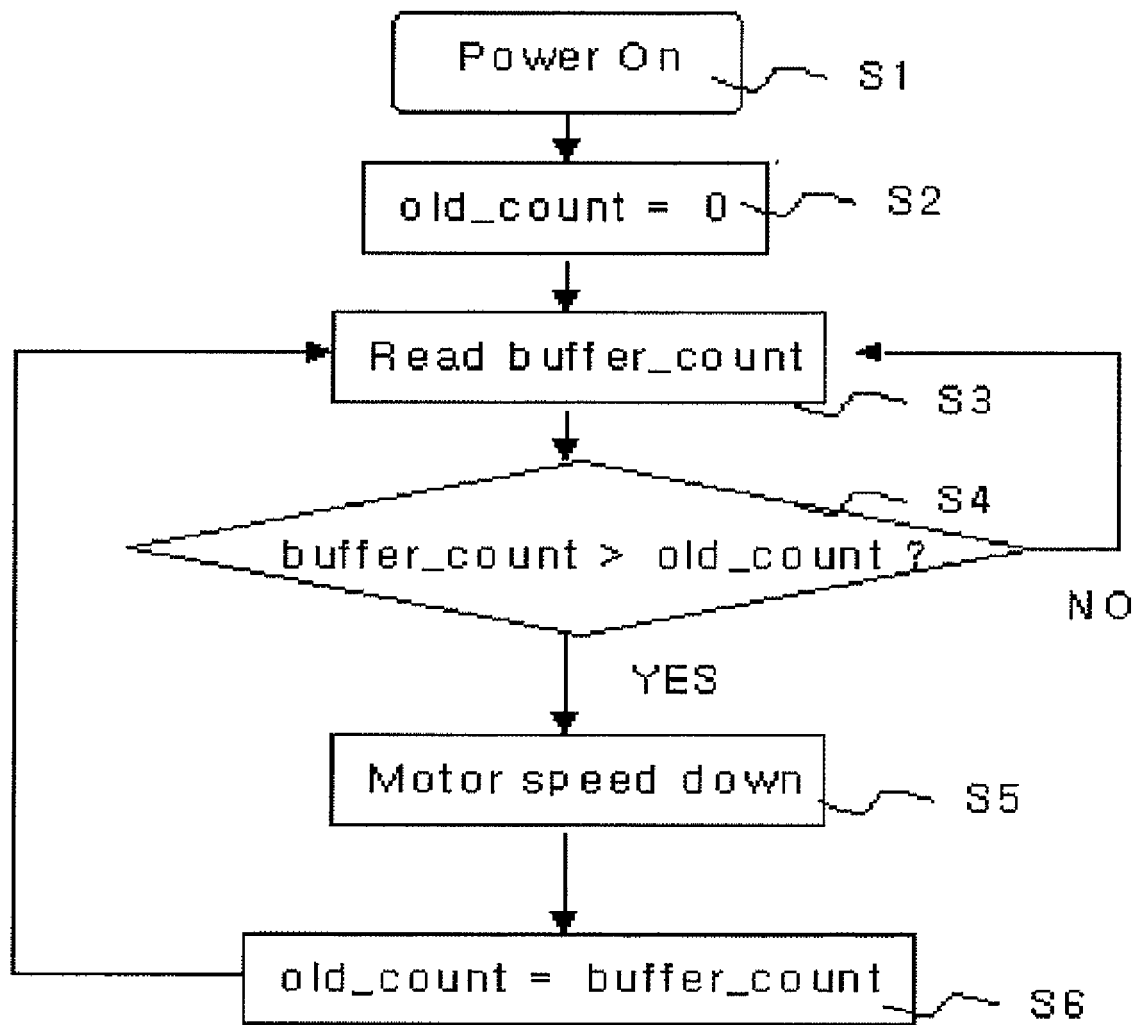 Power On
S1
old_count = 0
S2
Read buffer_count
S3
S4
buffer_count > old_count ?
NO
YES
Motor speed down
S5
old_count = buffer_count
S6